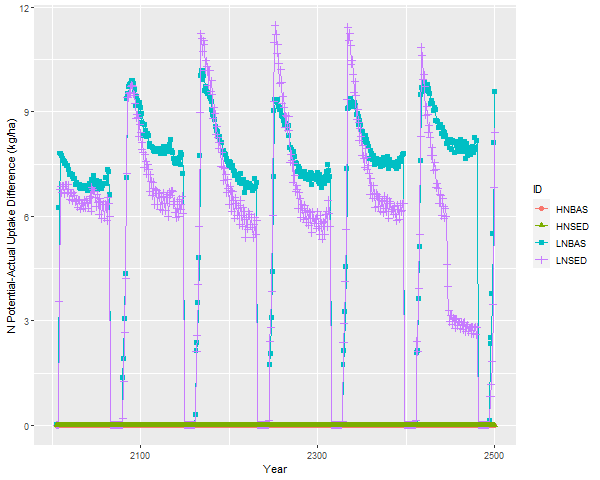 12
9
6
3
0
N Potential-Actual Uptake Difference (kg/ha)
2100
2300
2500
Year
ID
HNBAS
HNSED
LNBAS
LNSED